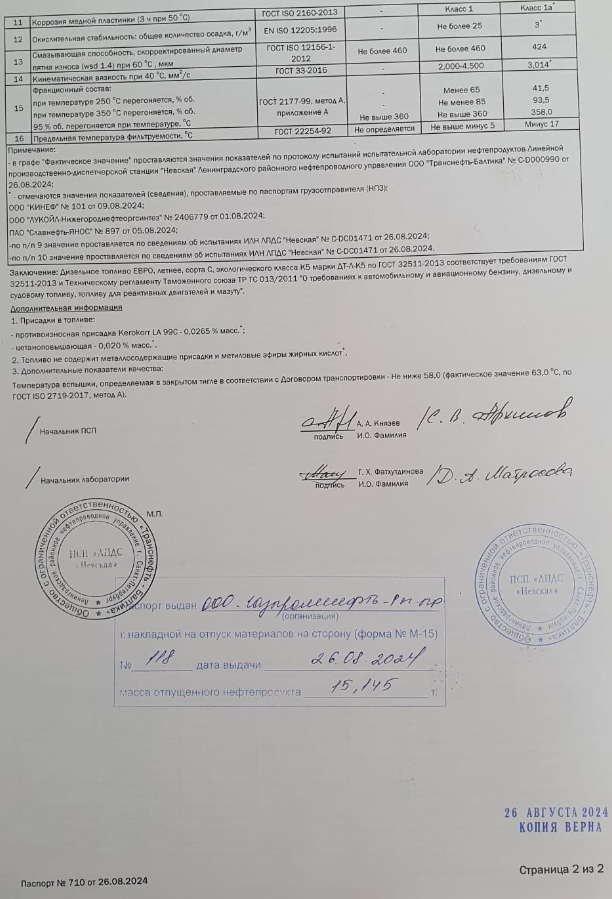 11 Коррозия медной пластинки (3 ч при 50 °C) ГОСТ ISO 2160-2013 - Класс 1 Класс 1а*
12 Окислительная стабильность: общее количество осадка, г/м³ EN ISO 12205:1996 - Не более 25 3*
13 Смазывающая способность, скорректированный диаметр пятна износа (wsd 1.4) при 60 °C, мкм ГОСТ ISO 12156-1-2012 Не более 460 Не более 460 424
14 Кинематическая вязкость при 40 °C, мм²/с ГОСТ 33-2016 - 2,000-4,500 3,014*
15 Фракционный состав: ГОСТ 2177-99, метод А, приложение А
при температуре 250 °C перегоняется, % об. - Менее 65 41,5
при температуре 350 °C перегоняется, % об. - Не менее 85 93,5
95 % об. перегоняется при температуре, °C Не выше 360 Не выше 360 358,0
16 Предельная температура фильтруемости, °C ГОСТ 22254-92 Не определяется Не выше минус 5 Минус 17
Примечание:
- в графе "Фактическое значение" проставляются значения показателей по протоколу испытаний испытательной лаборатории нефтепродуктов Линейной
производственно-диспетчерской станции "Невская" Ленинградского районного нефтепроводного управления ООО "Транснефть-Балтика" № C-D000990 от
26.08.2024;
* - отмечаются значения показателей (сведения), проставляемые по паспортам грузоотправителя (НПЗ):
ООО "КИНЕФ" № 101 от 09.08.2024;
ООО "ЛУКОЙЛ-Нижегороднефтеоргсинтез" № 2406779 от 01.08.2024;
ПАО "Славнефть-ЯНОС" № 897 от 05.08.2024;
-по п/п 9 значение проставляется по сведениям об испытаниях ИЛН ЛПДС "Невская" № C-DC01471 от 26.08.2024;
-по п/п 10 значение проставляется по сведениям об испытаниях ИЛН ЛПДС "Невская" № C-DC01471 от 26.08.2024.
Заключение: Дизельное топливо ЕВРО, летнее, сорта С, экологического класса К5 марки ДТ-Л-К5 по ГОСТ 32511-2013 соответствует требованиям ГОСТ
32511-2013 и Техническому регламенту Таможенного союза ТР ТС 013/2011 "О требованиях к автомобильному и авиационному бензину, дизельному и
судовому топливу, топливу для реактивных двигателей и мазуту".
Дополнительная информация
1. Присадки в топливе:
- противоизносная присадка Kerokorr LA 99C - 0,0265 % масс.*,
- цетаноповышающая - 0,020 % масс.*.
2. Топливо не содержит металлосодержащие присадки и метиловые эфиры жирных кислот*.
3. Дополнительные показатели качества:
Температура вспышки, определяемая в закрытом тигле в соответствии с Договором транспортировки - Не ниже 58,0 (фактическое значение 63,0 °C, по
ГОСТ ISO 2719-2017, метод А).
/ Начальник ПСП А. А. Князев /С. В. Аркипов
подпись И.О. Фамилия
/ Начальник лаборатории Г. Х. Фатхутдинова /Д. А. Матросова
подпись И.О. Фамилия
М.П.
Общество с ограниченной ответственностью «Транснефть - Балтика»
Ленинградское районное нефтепроводное управление г. Санкт-Петербург
ПСП «ЛПДС
«Невская»
Общество с ограниченной ответственностью «Транснефть - Балтика»
ПСП «ЛПДС
«Невская»
Паспорт выдан ООО "Газпромнефть-Рп.пр.
(организация)
г. накладной на отпуск материалов на сторону (форма № М-15)
№ 118 дата выдачи 26.08.2024
масса отпущенного нефтепродукта 15,145 т.
26 АВГУСТА 2024
КОПИЯ ВЕРНА
Страница 2 из 2
Паспорт № 710 от 26.08.2024